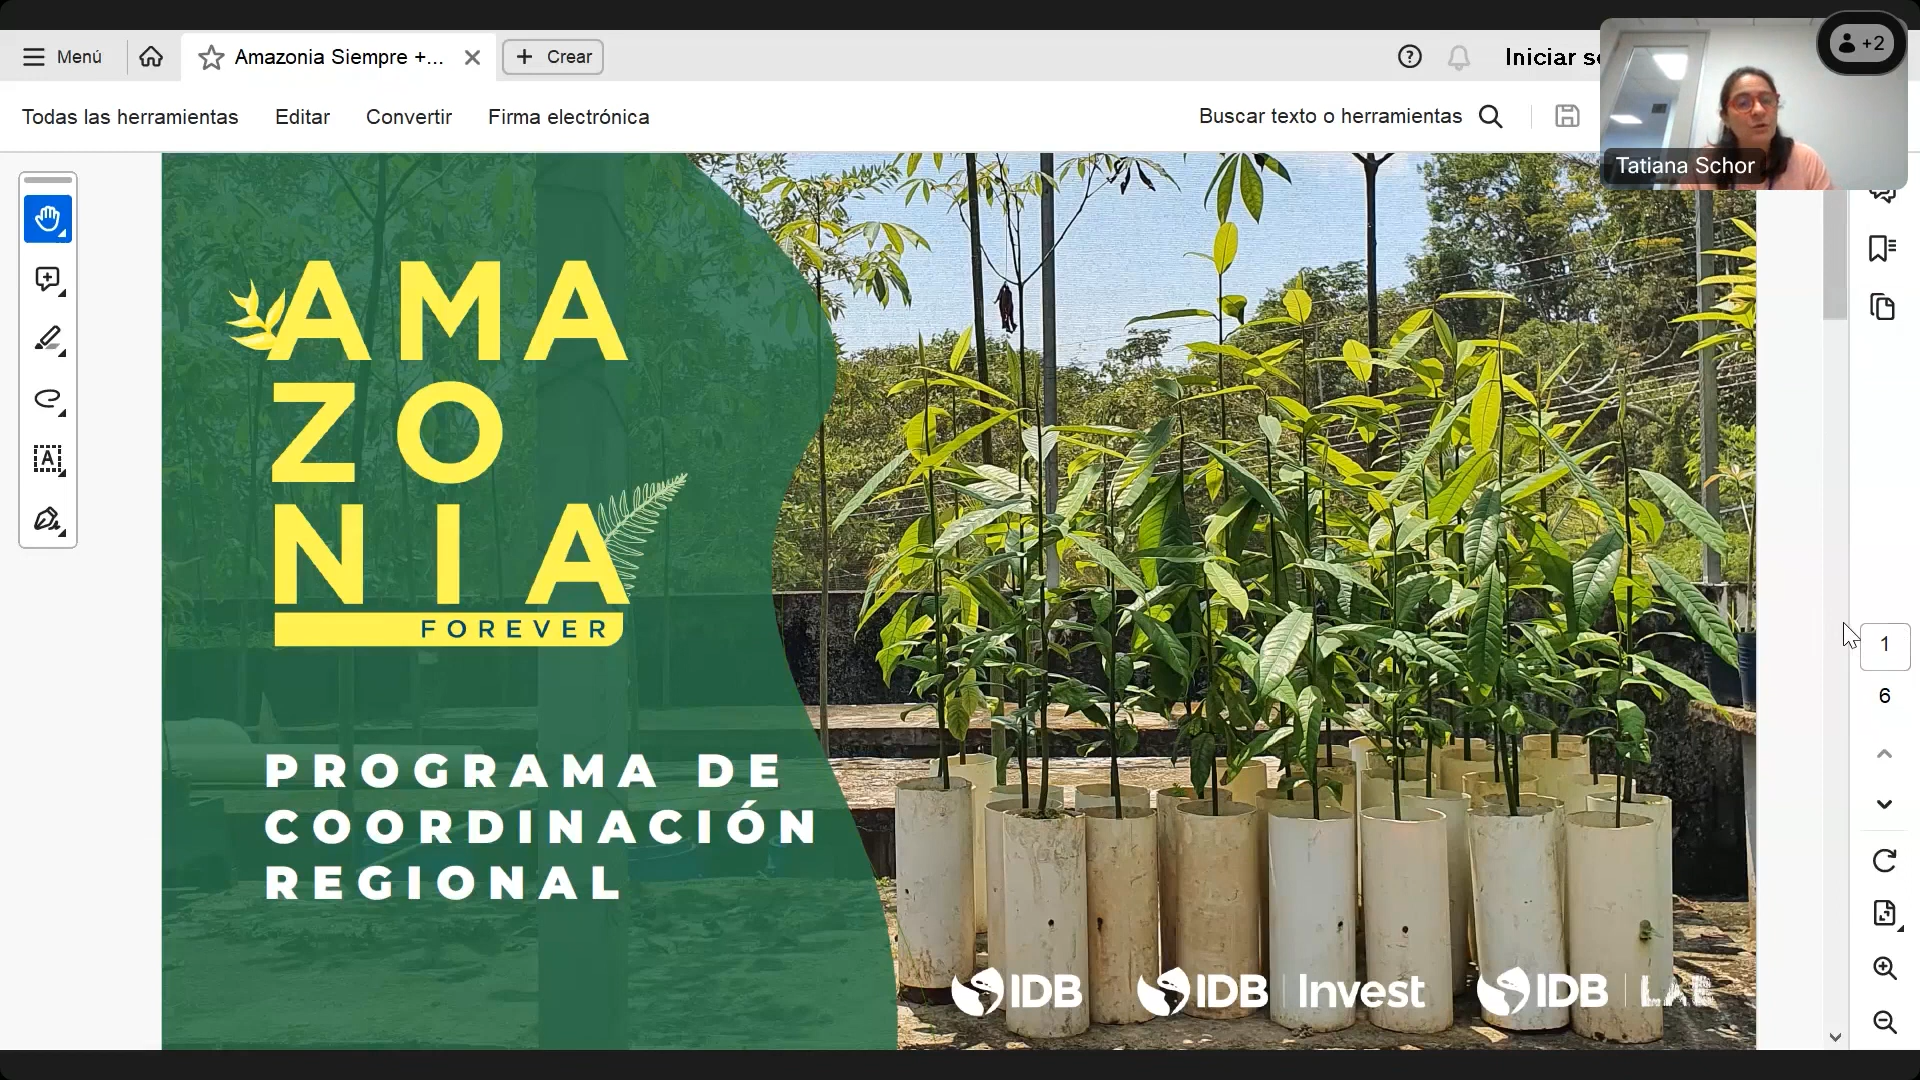 Menú
Amazonia Siempre +...
Crear
Iniciar se
+2
Todas las herramientas
Editar
Convertir
Firma electrónica
Buscar texto o herramientas
Tatiana Schor
AMA
ZO
NIA
FOREVER
PROGRAMA DE
COORDINACIÓN
REGIONAL
IDB
IDB Invest
IDB LAB
1
6